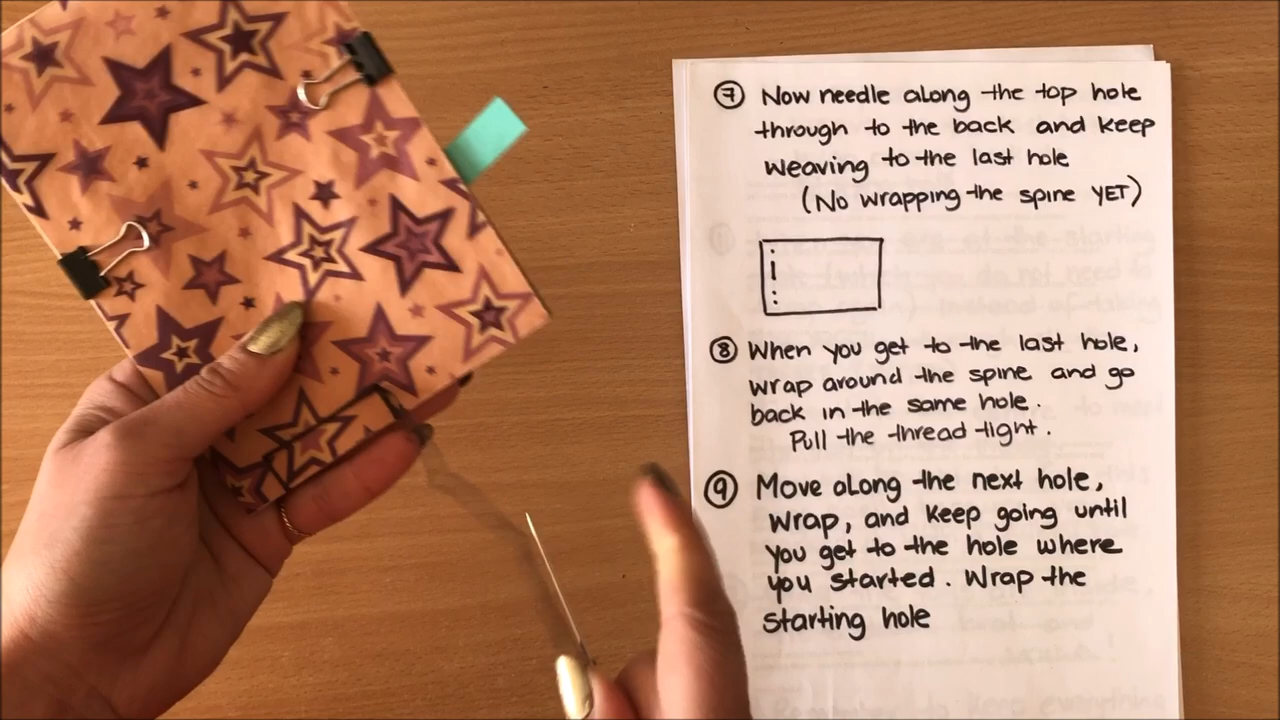 ⑦ Now needle along the top hole
through to the back and keep
weaving to the last hole
(No wrapping the spine YET)
⑧ When you get to the last hole,
wrap around the spine and go
back in the same hole.
Pull the thread tight.
⑨ Move along the next hole,
wrap, and keep going until
you get to the hole where
you started. Wrap the
starting hole